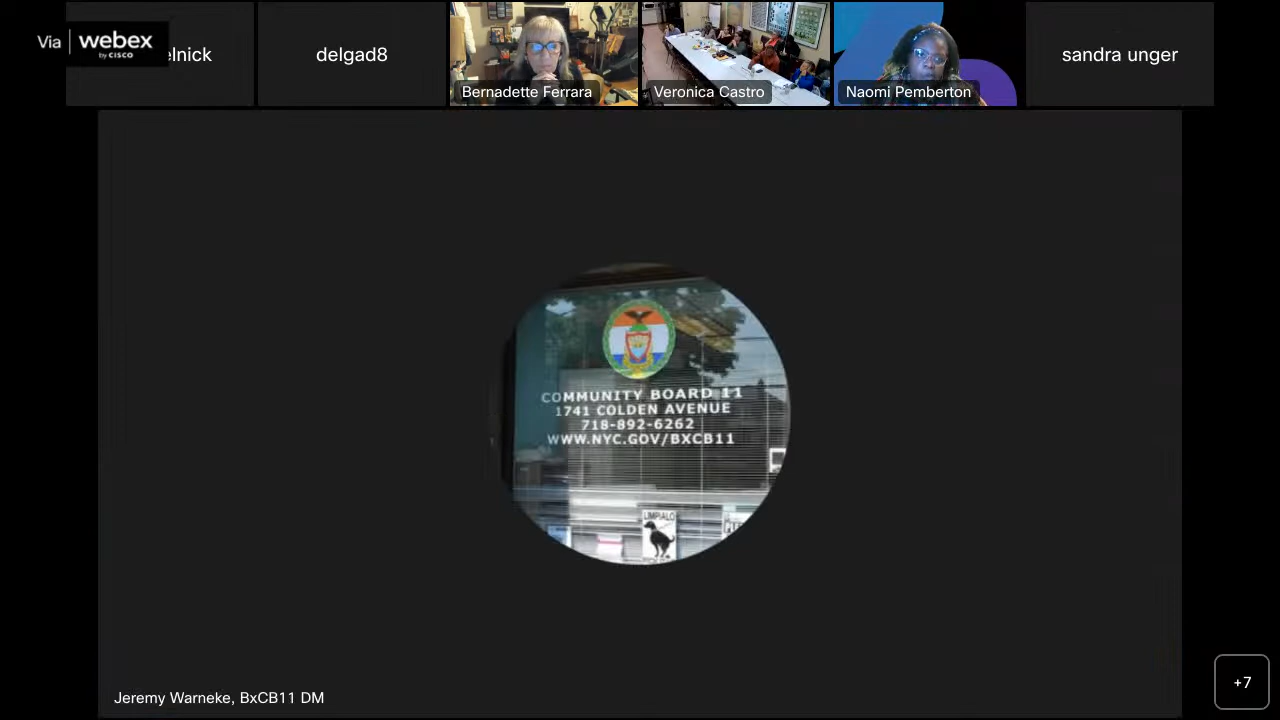 Via webex
by CISCO
elnick
delgad8
Bernadette Ferrara
Veronica Castro
Naomi Pemberton
sandra unger
COMMUNITY BOARD 11
1741 COLDEN AVENUE
718-892-6262
WWW.NYC.GOV/BXCB11
LIMPIALO
Jeremy Warneke, BxCB11 DM
+7